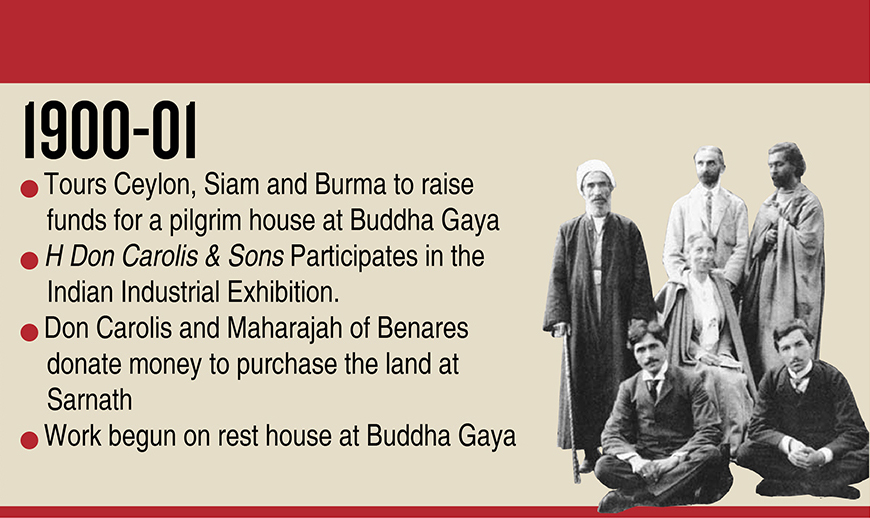 1900-01
Tours Ceylon, Siam and Burma to raise
funds for a pilgrim house at Buddha Gaya
H Don Carolis & Sons Participates in the
Indian Industrial Exhibition.
Don Carolis and Maharajah of Benares
donate money to purchase the land at
Sarnath
Work begun on rest house at Buddha Gaya